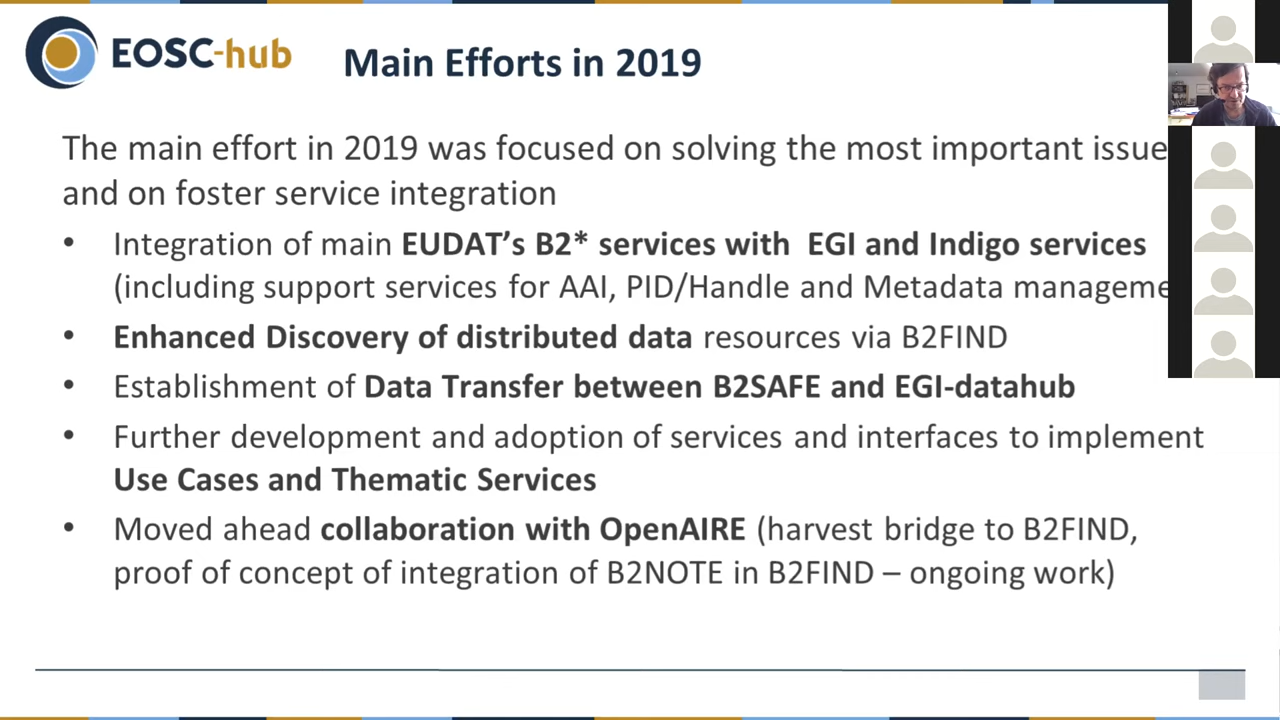 EOSC-hub
Main Efforts in 2019
The main effort in 2019 was focused on solving the most important issue
and on foster service integration
• Integration of main EUDAT's B2* services with EGI and Indigo services
(including support services for AAI, PID/Handle and Metadata manageme
• Enhanced Discovery of distributed data resources via B2FIND
• Establishment of Data Transfer between B2SAFE and EGI-datahub
• Further development and adoption of services and interfaces to implement
Use Cases and Thematic Services
• Moved ahead collaboration with OpenAIRE (harvest bridge to B2FIND,
proof of concept of integration of B2NOTE in B2FIND – ongoing work)